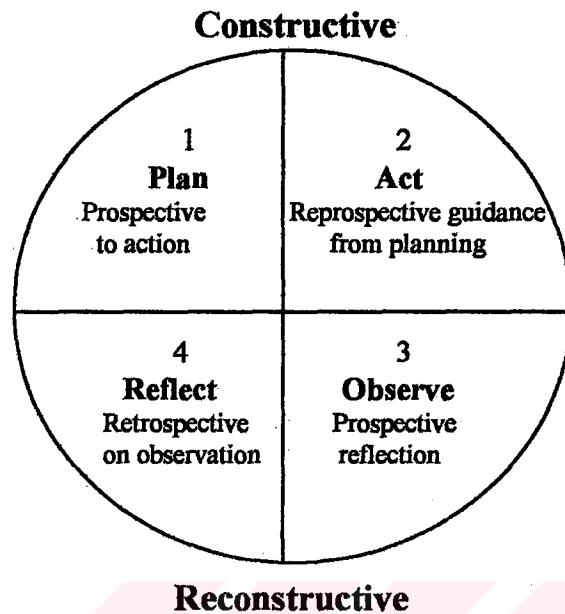 Constructive
1
Plan
Prospective
to action
2
Act
Reprospective guidance
from planning
4
Reflect
Retrospective
on observation
3
Observe
Prospective
reflection
Reconstructive